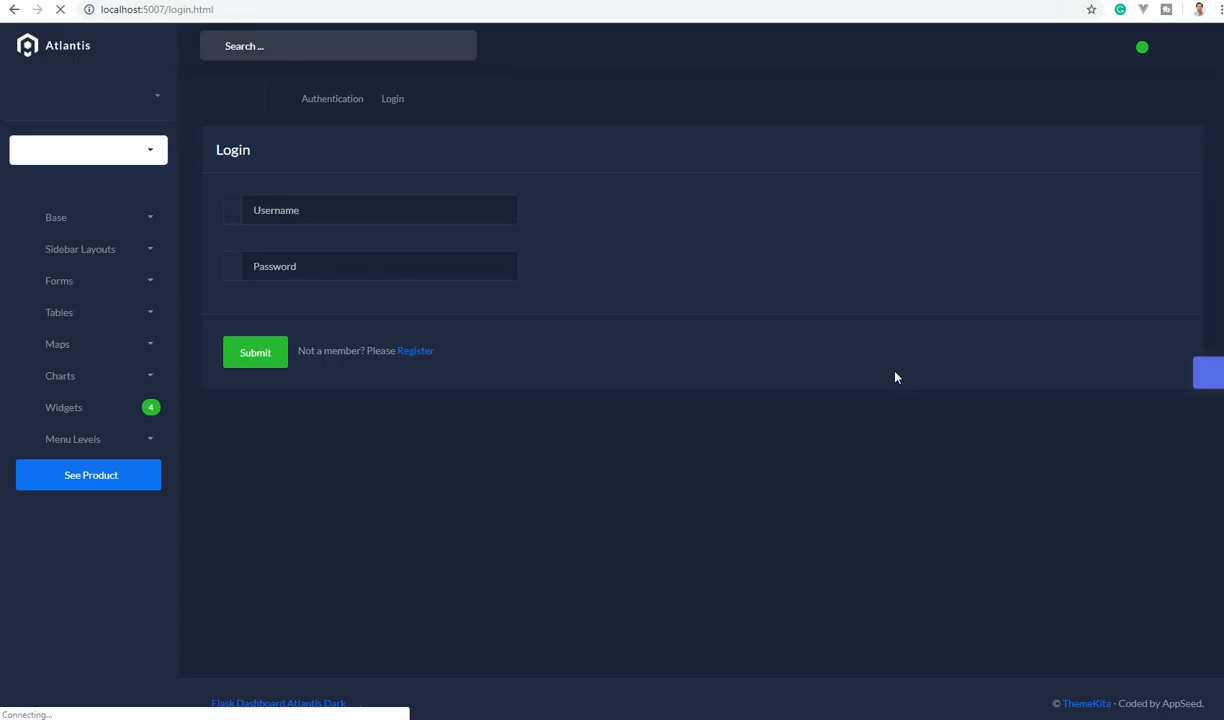 localhost:5007/login.html
Atlantis
Search ...
Authentication Login
Login
Username
Password
Submit Not a member? Please Register
Base
Sidebar Layouts
Forms
Tables
Maps
Charts
Widgets 4
Menu Levels
See Product
Flask Dashboard Atlantis Dark
© ThemeKita - Coded by AppSeed.
Connecting...